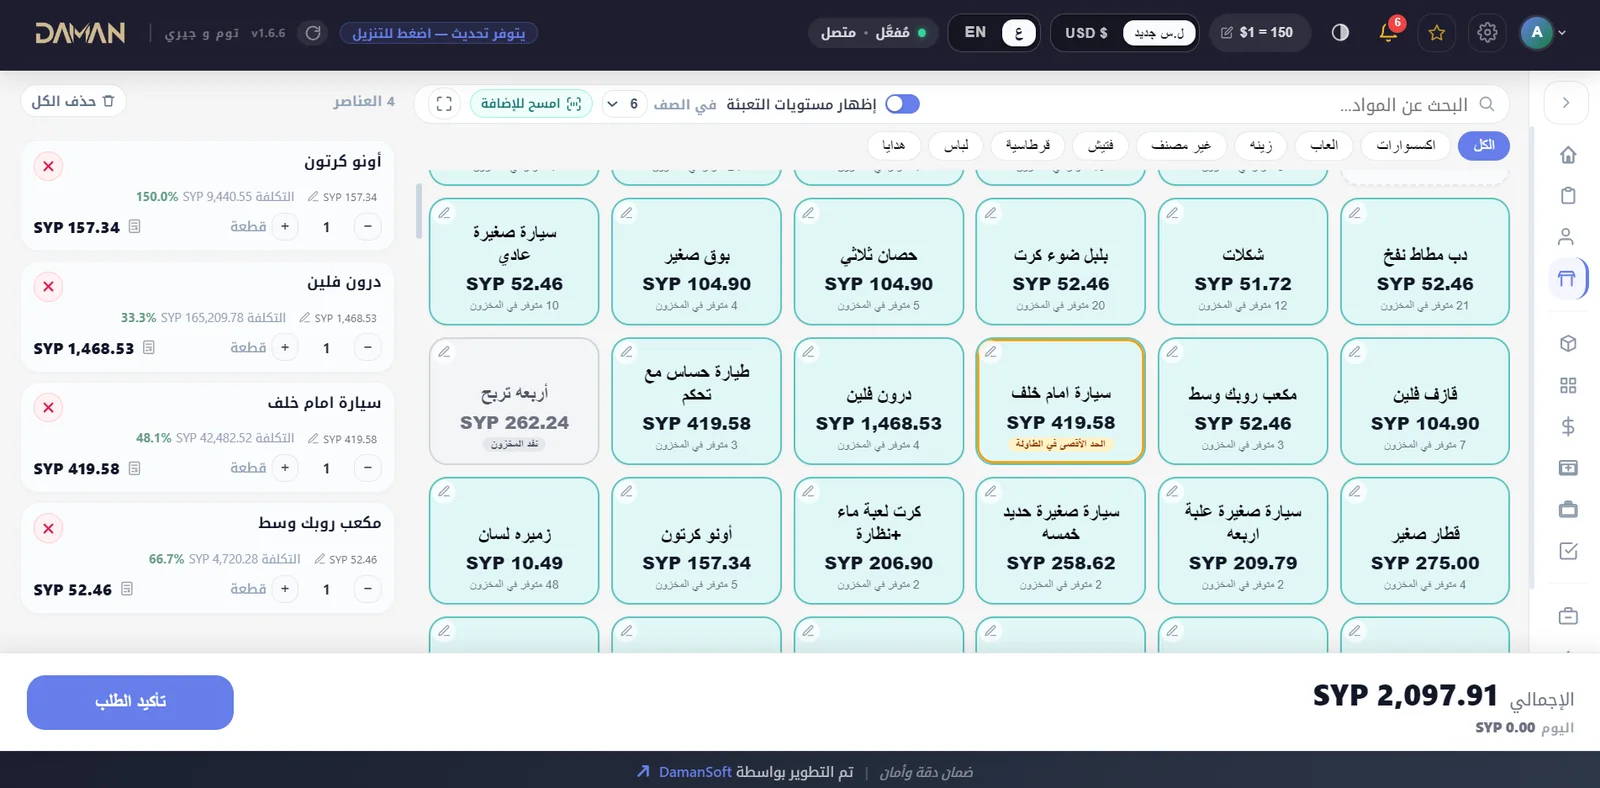 DAMAN
توم و جيري
v1.6.6
يتوفر تحديث — اضغط للتنزيل
مُفعَّل • متصل
EN ع
USD $ ل.س جديد
$1 = 150
6
A
البحث عن المواد...
إظهار مستويات التعبئة
6 في الصف
امسح للإضافة
الكل
اكسسوارات
العاب
زينه
غير مصنف
فتيش
قرطاسية
لباس
هدايا
دب مطاط نفخ
SYP 52.46
21 متوفر في المخزون
شكلات
SYP 51.72
12 متوفر في المخزون
بلبل ضوء كرت
SYP 52.46
20 متوفر في المخزون
حصان ثلاثي
SYP 104.90
5 متوفر في المخزون
بوق صغير
SYP 104.90
4 متوفر في المخزون
سيارة صغيرة
عادي
SYP 52.46
10 متوفر في المخزون
قازف فلين
SYP 104.90
7 متوفر في المخزون
مكعب روبك وسط
SYP 52.46
3 متوفر في المخزون
سيارة امام خلف
SYP 419.58
الحد الأقصى في الطاولة
درون فلين
SYP 1,468.53
4 متوفر في المخزون
طيارة حساس مع
تحكم
SYP 419.58
3 متوفر في المخزون
أربعه تربح
SYP 262.24
نفد المخزون
قطار صغير
SYP 275.00
4 متوفر في المخزون
سيارة صغيرة علبة
اربعه
SYP 209.79
2 متوفر في المخزون
سيارة صغيرة حديد
خمسه
SYP 258.62
2 متوفر في المخزون
كرت لعبة ماء
+نظارة
SYP 206.90
2 متوفر في المخزون
أونو كرتون
SYP 157.34
5 متوفر في المخزون
زميره لسان
SYP 10.49
48 متوفر في المخزون
4 العناصر
حذف الكل
أونو كرتون
SYP 157.34 التكلفة SYP 9,440.55 150.0%
− 1 + قطعة SYP 157.34
درون فلين
SYP 1,468.53 التكلفة SYP 165,209.78 33.3%
− 1 + قطعة SYP 1,468.53
سيارة امام خلف
SYP 419.58 التكلفة SYP 42,482.52 48.1%
− 1 + قطعة SYP 419.58
مكعب روبك وسط
SYP 52.46 التكلفة SYP 4,720.28 66.7%
− 1 + قطعة SYP 52.46
الإجمالي SYP 2,097.91
اليوم SYP 0.00
تأكيد الطلب
ضمان دقة وأمان | تم التطوير بواسطة DamanSoft